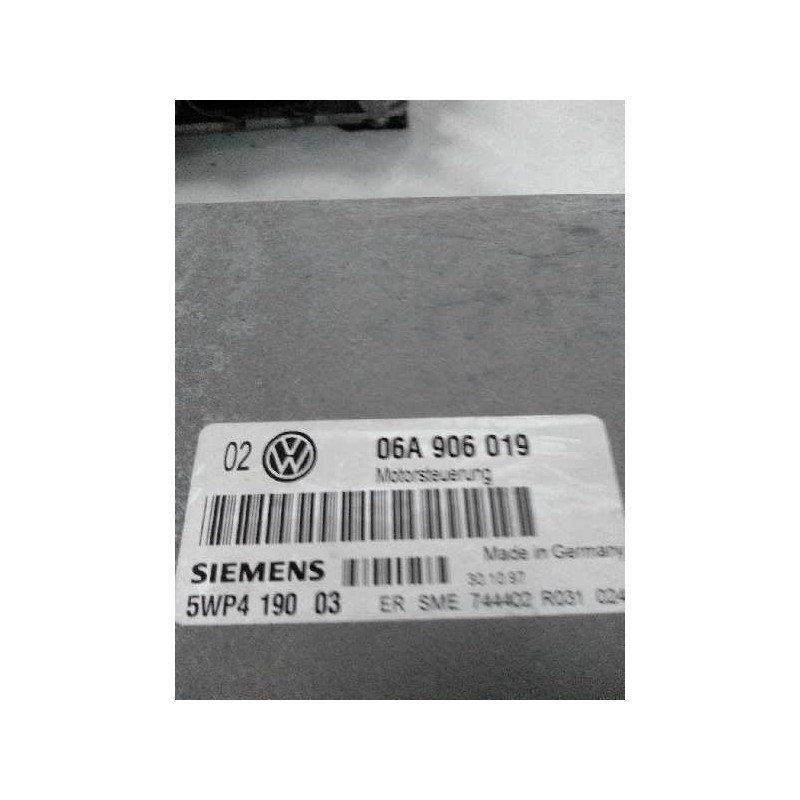 02 VW 06A 906 019
Motorsteuerung
Made in Germany
SIEMENS 30.10.97
5WP4 190 03 ER SME 744402 R031 024